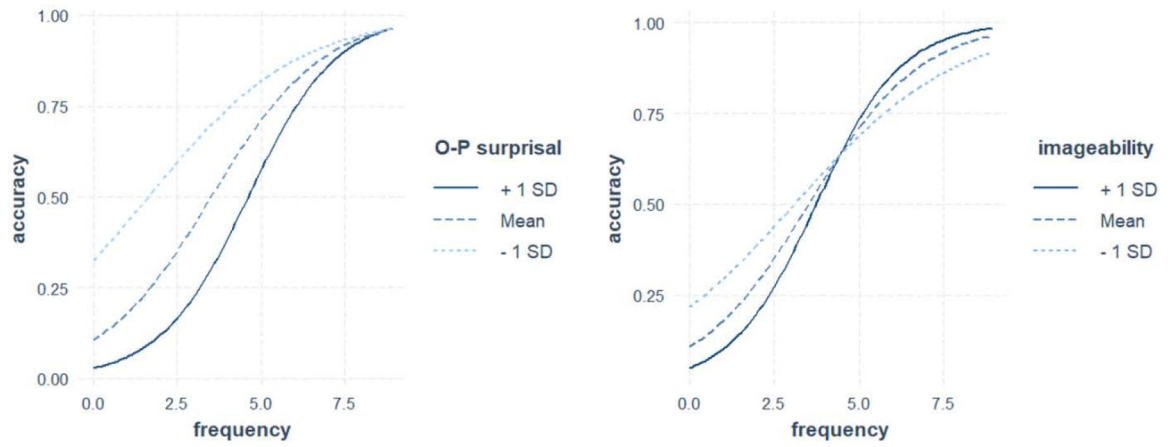 1.00
0.75
0.50
0.25
0.00
accuracy
0.0 2.5 5.0 7.5
frequency
O-P surprisal
+ 1 SD
Mean
- 1 SD
1.00
0.75
0.50
0.25
accuracy
0.0 2.5 5.0 7.5
frequency
imageability
+ 1 SD
Mean
- 1 SD